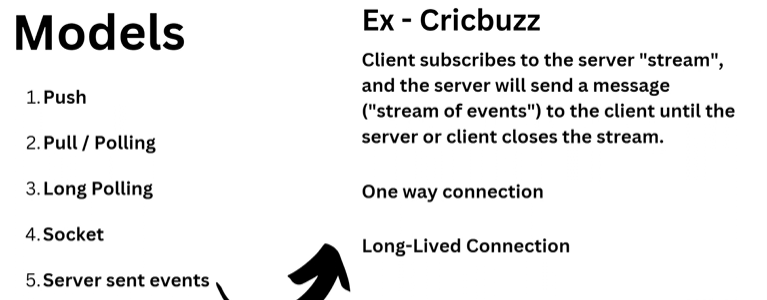 Models
1. Push
2. Pull / Polling
3. Long Polling
4. Socket
5. Server sent events
Ex - Cricbuzz
Client subscribes to the server "stream",
and the server will send a message
("stream of events") to the client until the
server or client closes the stream.
One way connection
Long-Lived Connection